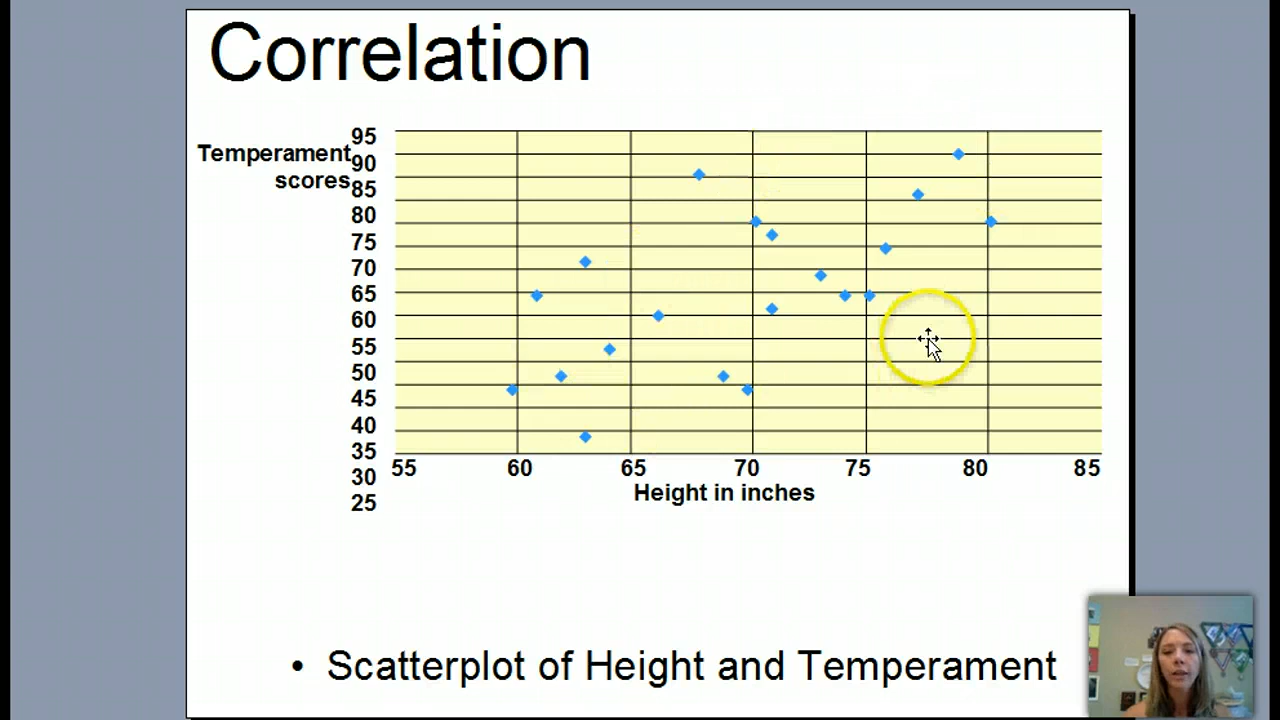 Correlation
Temperament
scores
95
90
85
80
75
70
65
60
55
50
45
40
35
30
25
55 60 65 70 75 80 85
Height in inches
• Scatterplot of Height and Temperament